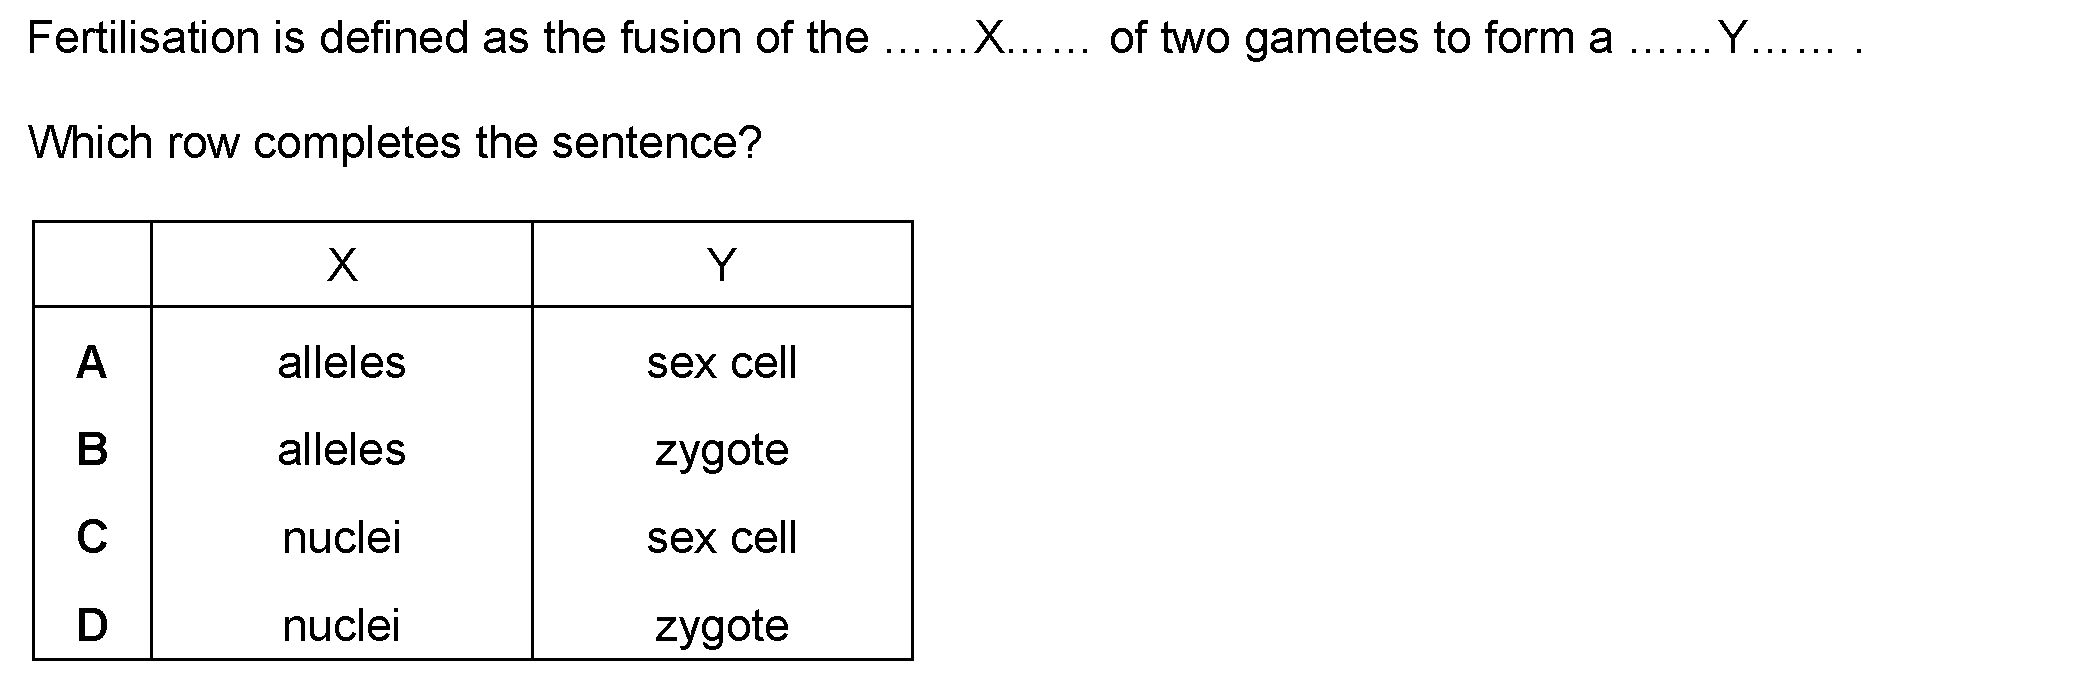 Fertilisation is defined as the fusion of the ......X...... of two gametes to form a ......Y...... .
Which row completes the sentence?
X Y
A alleles sex cell
B alleles zygote
C nuclei sex cell
D nuclei zygote